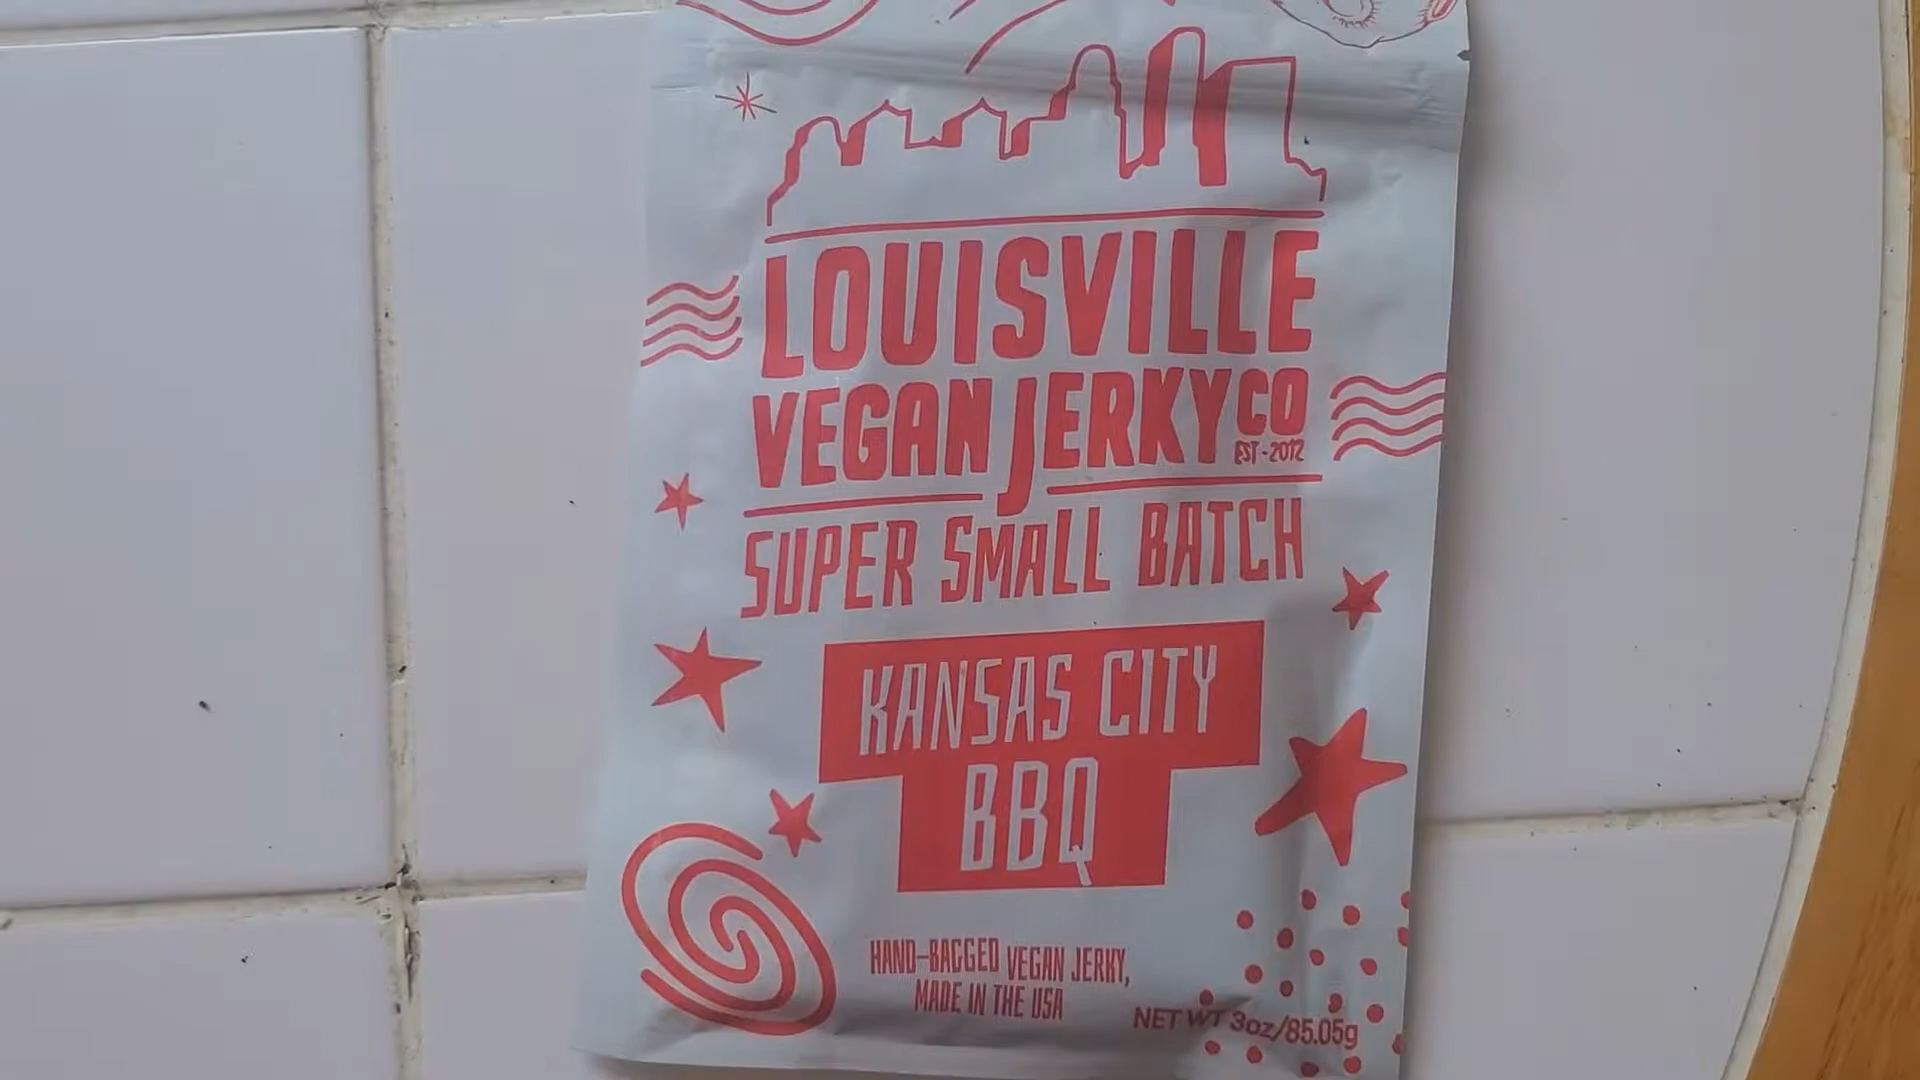 LOUISVILLE
VEGAN JERKY CO
EST-2012
SUPER SMALL BATCH
KANSAS CITY
BBQ
HAND-BAGGED VEGAN JERKY,
MADE IN THE USA
NET WT 3oz/85.05g